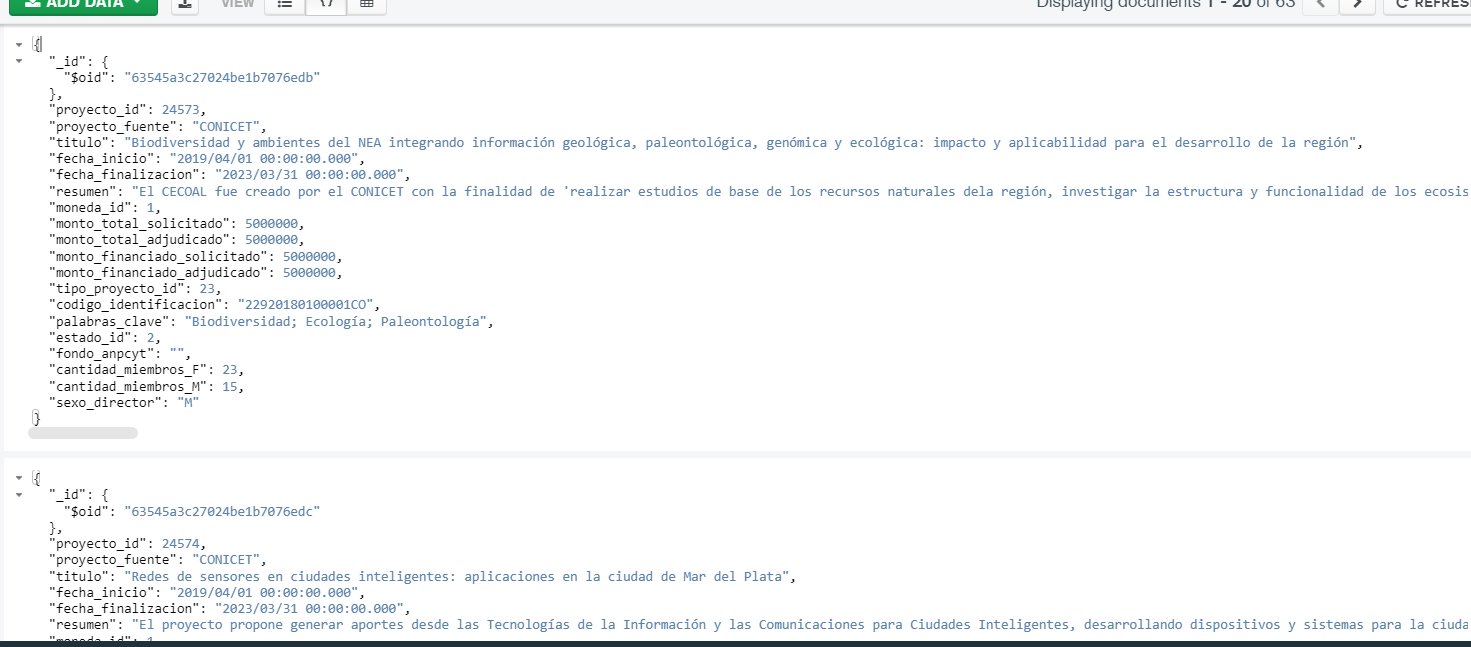 ADD DATA
VIEW
Displaying documents 1 - 20 of 63
REFRES
{
"_id": {
"$oid": "63545a3c27024be1b7076edb"
},
"proyecto_id": 24573,
"proyecto_fuente": "CONICET",
"titulo": "Biodiversidad y ambientes del NEA integrando información geológica, paleontológica, genómica y ecológica: impacto y aplicabilidad para el desarrollo de la región",
"fecha_inicio": "2019/04/01 00:00:00.000",
"fecha_finalizacion": "2023/03/31 00:00:00.000",
"resumen": "El CECOAL fue creado por el CONICET con la finalidad de 'realizar estudios de base de los recursos naturales dela región, investigar la estructura y funcionalidad de los ecosis
"moneda_id": 1,
"monto_total_solicitado": 5000000,
"monto_total_adjudicado": 5000000,
"monto_financiado_solicitado": 5000000,
"monto_financiado_adjudicado": 5000000,
"tipo_proyecto_id": 23,
"codigo_identificacion": "22920180100001CO",
"palabras_clave": "Biodiversidad; Ecología; Paleontología",
"estado_id": 2,
"fondo_anpcyt": "",
"cantidad_miembros_F": 23,
"cantidad_miembros_M": 15,
"sexo_director": "M"
}
{
"_id": {
"$oid": "63545a3c27024be1b7076edc"
},
"proyecto_id": 24574,
"proyecto_fuente": "CONICET",
"titulo": "Redes de sensores en ciudades inteligentes: aplicaciones en la ciudad de Mar del Plata",
"fecha_inicio": "2019/04/01 00:00:00.000",
"fecha_finalizacion": "2023/03/31 00:00:00.000",
"resumen": "El proyecto propone generar aportes desde las Tecnologías de la Información y las Comunicaciones para Ciudades Inteligentes, desarrollando dispositivos y sistemas para la ciuda
"moneda_id": 1